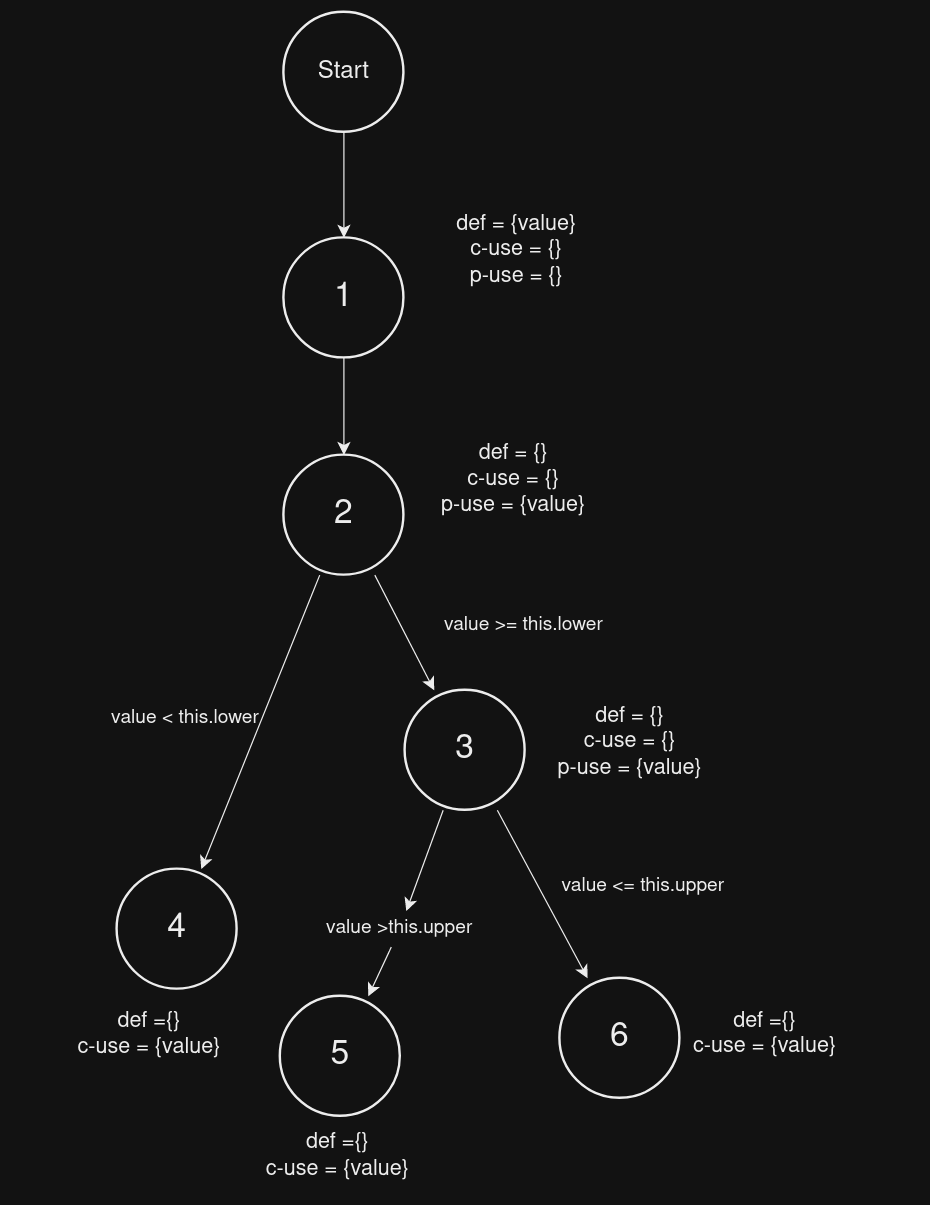 Start
def = {value}
c-use = {}
p-use = {}
1
def = {}
c-use = {}
p-use = {value}
2
value >= this.lower
value < this.lower
def = {}
c-use = {}
p-use = {value}
3
value <= this.upper
value >this.upper
4
def ={}
c-use = {value}
5
def ={}
c-use = {value}
6
def ={}
c-use = {value}